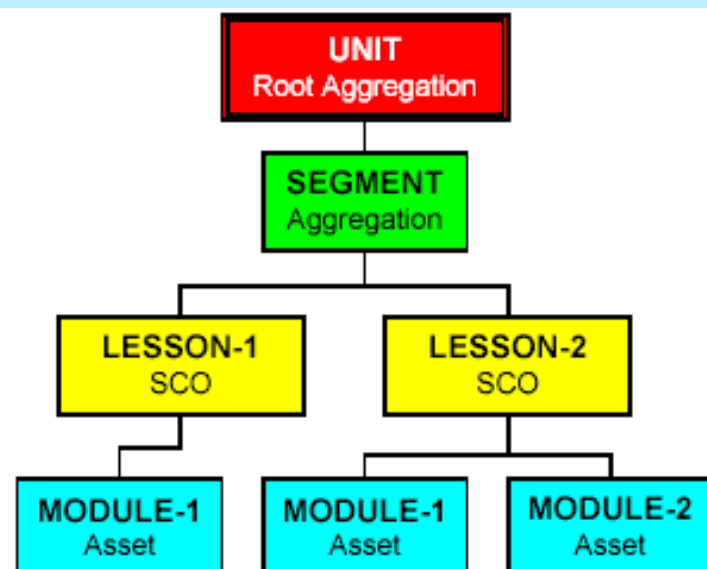 UNIT
Root Aggregation
SEGMENT
Aggregation
LESSON-1
SCO
LESSON-2
SCO
MODULE-1
Asset
MODULE-1
Asset
MODULE-2
Asset